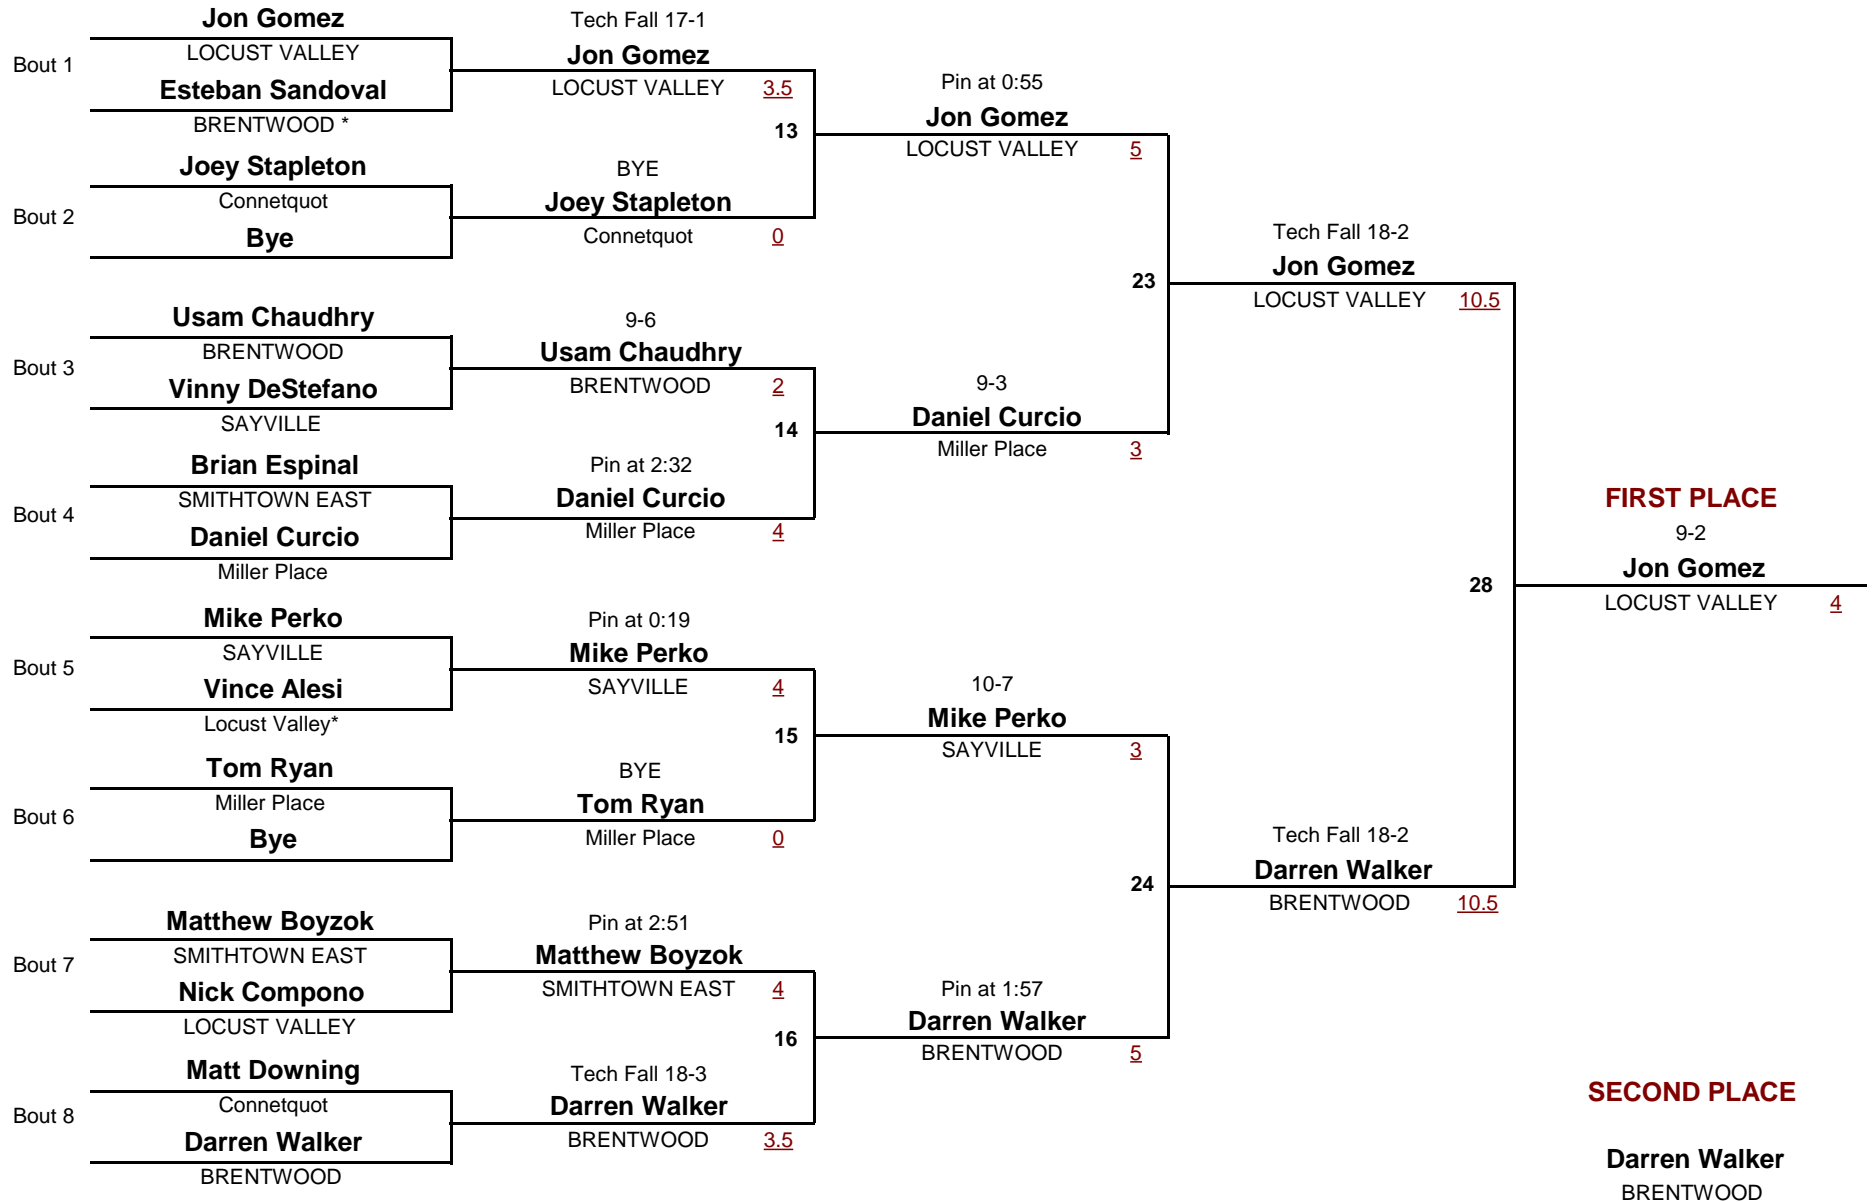 Jon Gomez
Bout 1
LOCUST VALLEY
Esteban Sandoval
BRENTWOOD *
Tech Fall 17-1
Jon Gomez
LOCUST VALLEY 3.5
13
Joey Stapleton
Bout 2
Connetquot
Bye
BYE
Joey Stapleton
Connetquot 0
Pin at 0:55
Jon Gomez
LOCUST VALLEY 5
23
Usam Chaudhry
Bout 3
BRENTWOOD
Vinny DeStefano
SAYVILLE
9-6
Usam Chaudhry
BRENTWOOD 2
14
Brian Espinal
Bout 4
SMITHTOWN EAST
Daniel Curcio
Miller Place
Pin at 2:32
Daniel Curcio
Miller Place 4
9-3
Daniel Curcio
Miller Place 3
Tech Fall 18-2
Jon Gomez
LOCUST VALLEY 10.5
28
Mike Perko
Bout 5
SAYVILLE
Vince Alesi
Locust Valley*
Pin at 0:19
Mike Perko
SAYVILLE 4
15
Tom Ryan
Bout 6
Miller Place
Bye
BYE
Tom Ryan
Miller Place 0
10-7
Mike Perko
SAYVILLE 3
24
Matthew Boyzok
Bout 7
SMITHTOWN EAST
Nick Compono
LOCUST VALLEY
Pin at 2:51
Matthew Boyzok
SMITHTOWN EAST 4
16
Matt Downing
Bout 8
Connetquot
Darren Walker
BRENTWOOD
Tech Fall 18-3
Darren Walker
BRENTWOOD 3.5
Pin at 1:57
Darren Walker
BRENTWOOD 5
Tech Fall 18-2
Darren Walker
BRENTWOOD 10.5
FIRST PLACE
9-2
Jon Gomez
LOCUST VALLEY 4
SECOND PLACE
Darren Walker
BRENTWOOD